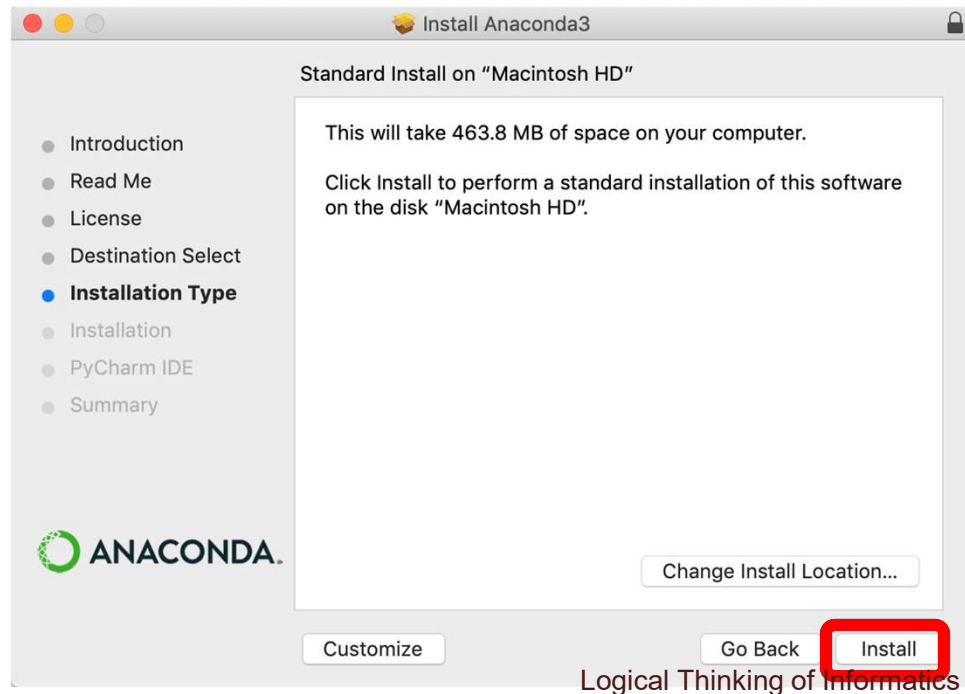 Install Anaconda3
Standard Install on “Macintosh HD”
Introduction
Read Me
License
Destination Select
Installation Type
Installation
PyCharm IDE
Summary
This will take 463.8 MB of space on your computer.
Click Install to perform a standard installation of this software
on the disk “Macintosh HD”.
ANACONDA.
Change Install Location...
Customize
Go Back
Install
Logical Thinking of Informatics